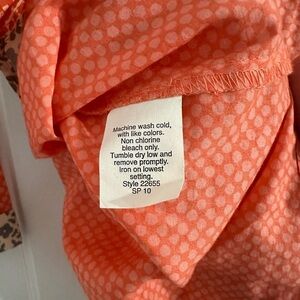 Machine wash cold,
with like colors.
Non chlorine
bleach only.
Tumble dry low and
remove promptly.
Iron on lowest
setting.
Style 22655
SP 10